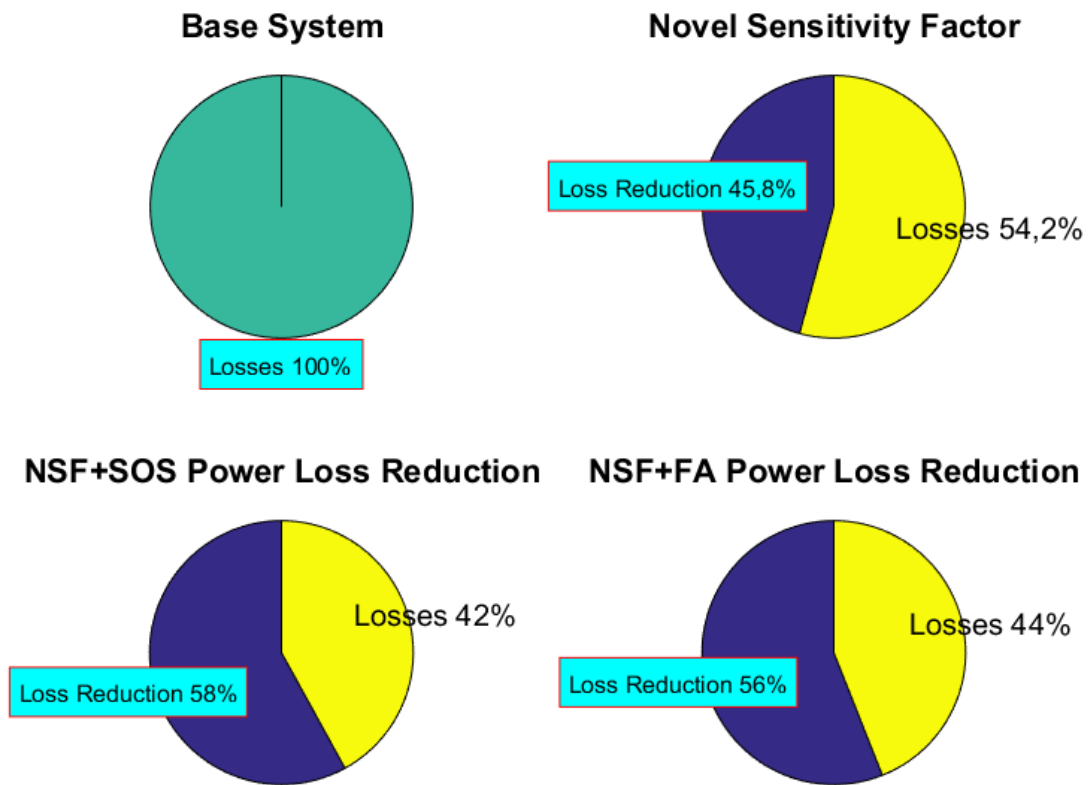 Base System
Novel Sensitivity Factor
Loss Reduction 45,8%
Losses 54,2%
Losses 100%
NSF+SOS Power Loss Reduction
NSF+FA Power Loss Reduction
Losses 42%
Loss Reduction 58%
Losses 44%
Loss Reduction 56%